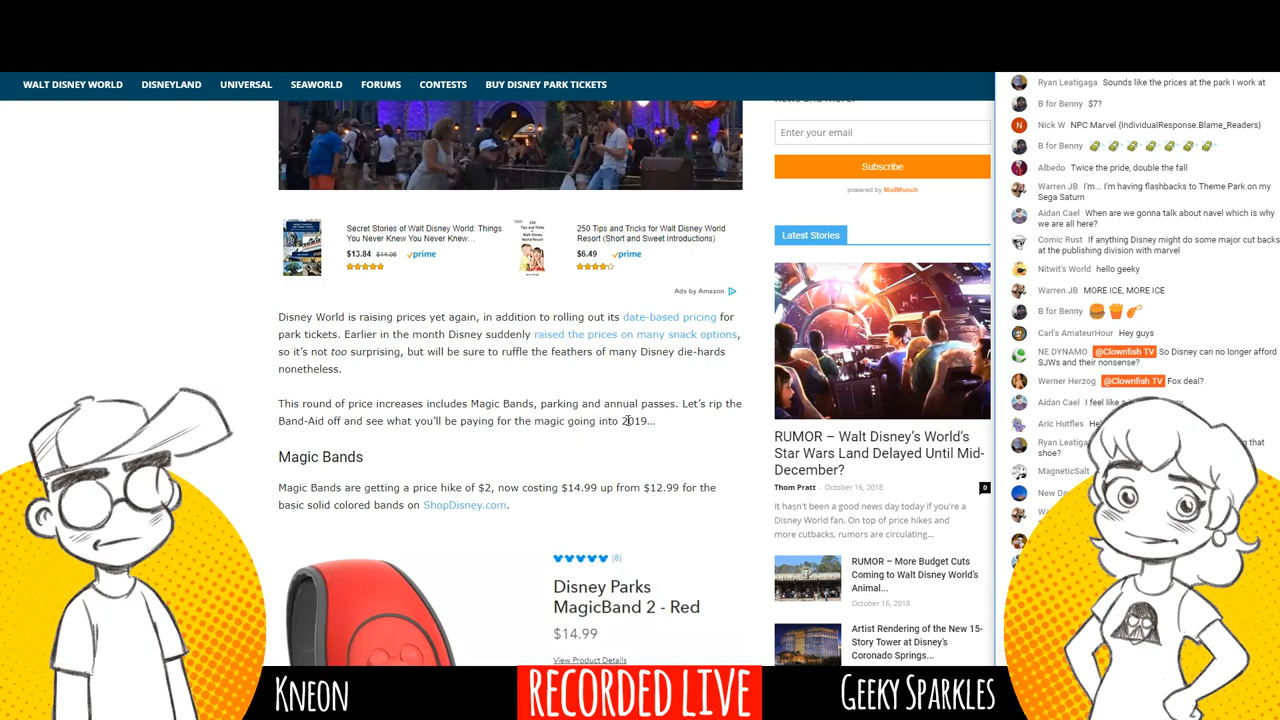 WALT DISNEY WORLD DISNEYLAND UNIVERSAL SEAWORLD FORUMS CONTESTS BUY DISNEY PARK TICKETS
Secret Stories of Walt Disney World: Things
You Never Knew You Never Knew...
$13.84 $14.95 prime
250 Tips and Tricks for Walt Disney World
Resort (Short and Sweet Introductions)
$6.49 prime
Ads by Amazon
Disney World is raising prices yet again, in addition to rolling out its date-based pricing for
park tickets. Earlier in the month Disney suddenly raised the prices on many snack options,
so it's not too surprising, but will be sure to ruffle the feathers of many Disney die-hards
nonetheless.
This round of price increases includes Magic Bands, parking and annual passes. Let's rip the
Band-Aid off and see what you'll be paying for the magic going into 2019...
Magic Bands
Magic Bands are getting a price hike of $2, now costing $14.99 up from $12.99 for the
basic solid colored bands on ShopDisney.com.
(8)
Disney Parks
MagicBand 2 - Red
$14.99
View Product Details
news and more!
Enter your email
Subscribe
powered by MailMunch
Latest Stories
RUMOR – Walt Disney's World's
Star Wars Land Delayed Until Mid-
December?
Thom Pratt - October 16, 2018 0
It hasn't been a good news day today if you're a
Disney World fan. On top of price hikes and
more cutbacks, rumors are circulating...
RUMOR – More Budget Cuts
Coming to Walt Disney World's
Animal...
October 16, 2018
Artist Rendering of the New 15-
Story Tower at Disney's
Coronado Springs...
Ryan Leatigaga Sounds like the prices at the park I work at
B for Benny $7?
N Nick W NPC Marvel {IndividualResponse.Blame_Readers}
B for Benny
Albedo Twice the pride, double the fall
Warren JB I'm... I'm having flashbacks to Theme Park on my
Sega Saturn
Aidan Cael When are we gonna talk about navel which is why
we are all here?
Comic Rust If anything Disney might do some major cut backs
at the publishing division with marvel
Nitwit's World hello geeky
Warren JB MORE ICE, MORE ICE
B for Benny
Carl's AmateurHour Hey guys
NE DYNAMO @Clownfish TV So Disney can no longer afford
SJWs and their nonsense?
Werner Herzog @Clownfish TV Fox deal?
Aidan Cael I feel like
Aric Hutfles
Ryan Leatigaga
shoe?
MagneticSalt
New
KNEON
RECORDED LIVE
GEEKY SPARKLES